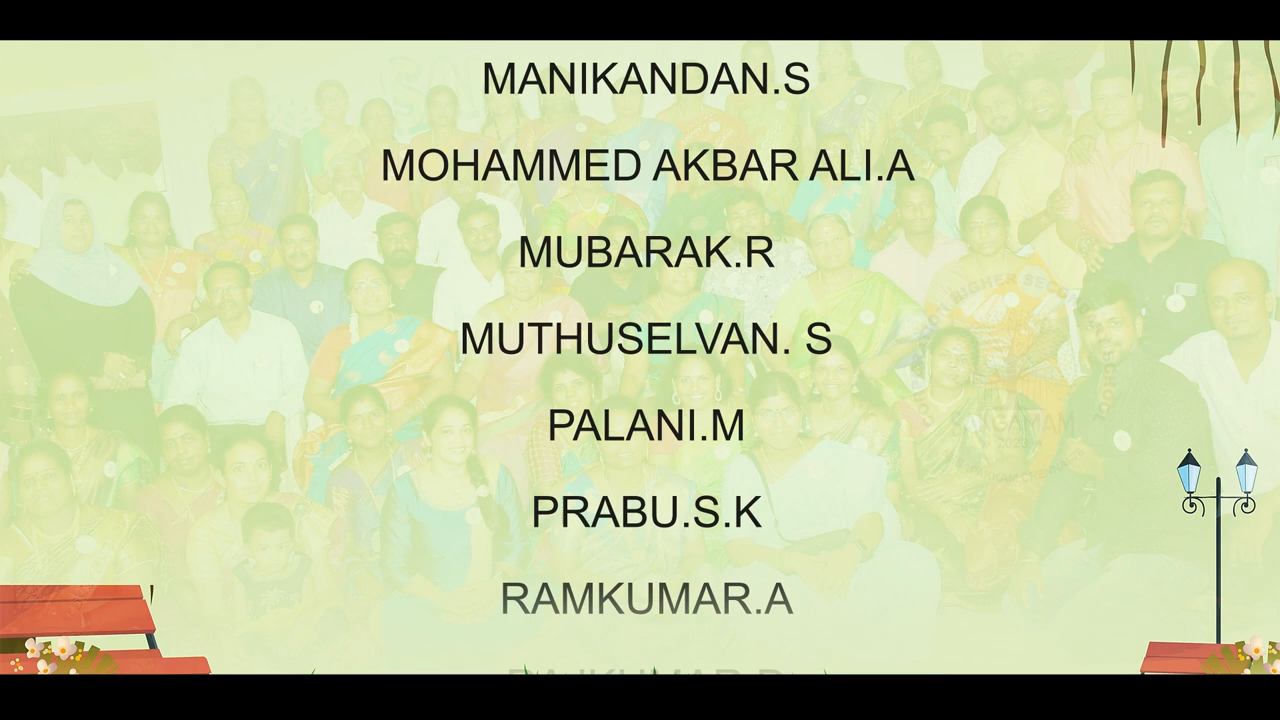 MANIKANDAN.S
MOHAMMED AKBAR ALI.A
MUBARAK.R
MUTHUSELVAN. S
PALANI.M
PRABU.S.K
RAMKUMAR.A